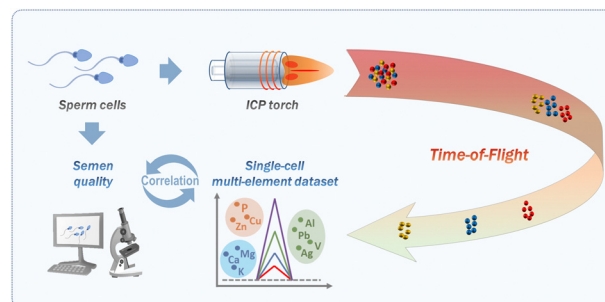 Sperm cells
ICP torch
Time-of-Flight
Semen
quality
Correlation
Single-cell
multi-element dataset
P
Zn
Cu
Ca
Mg
K
Al
Pb
V
Ag